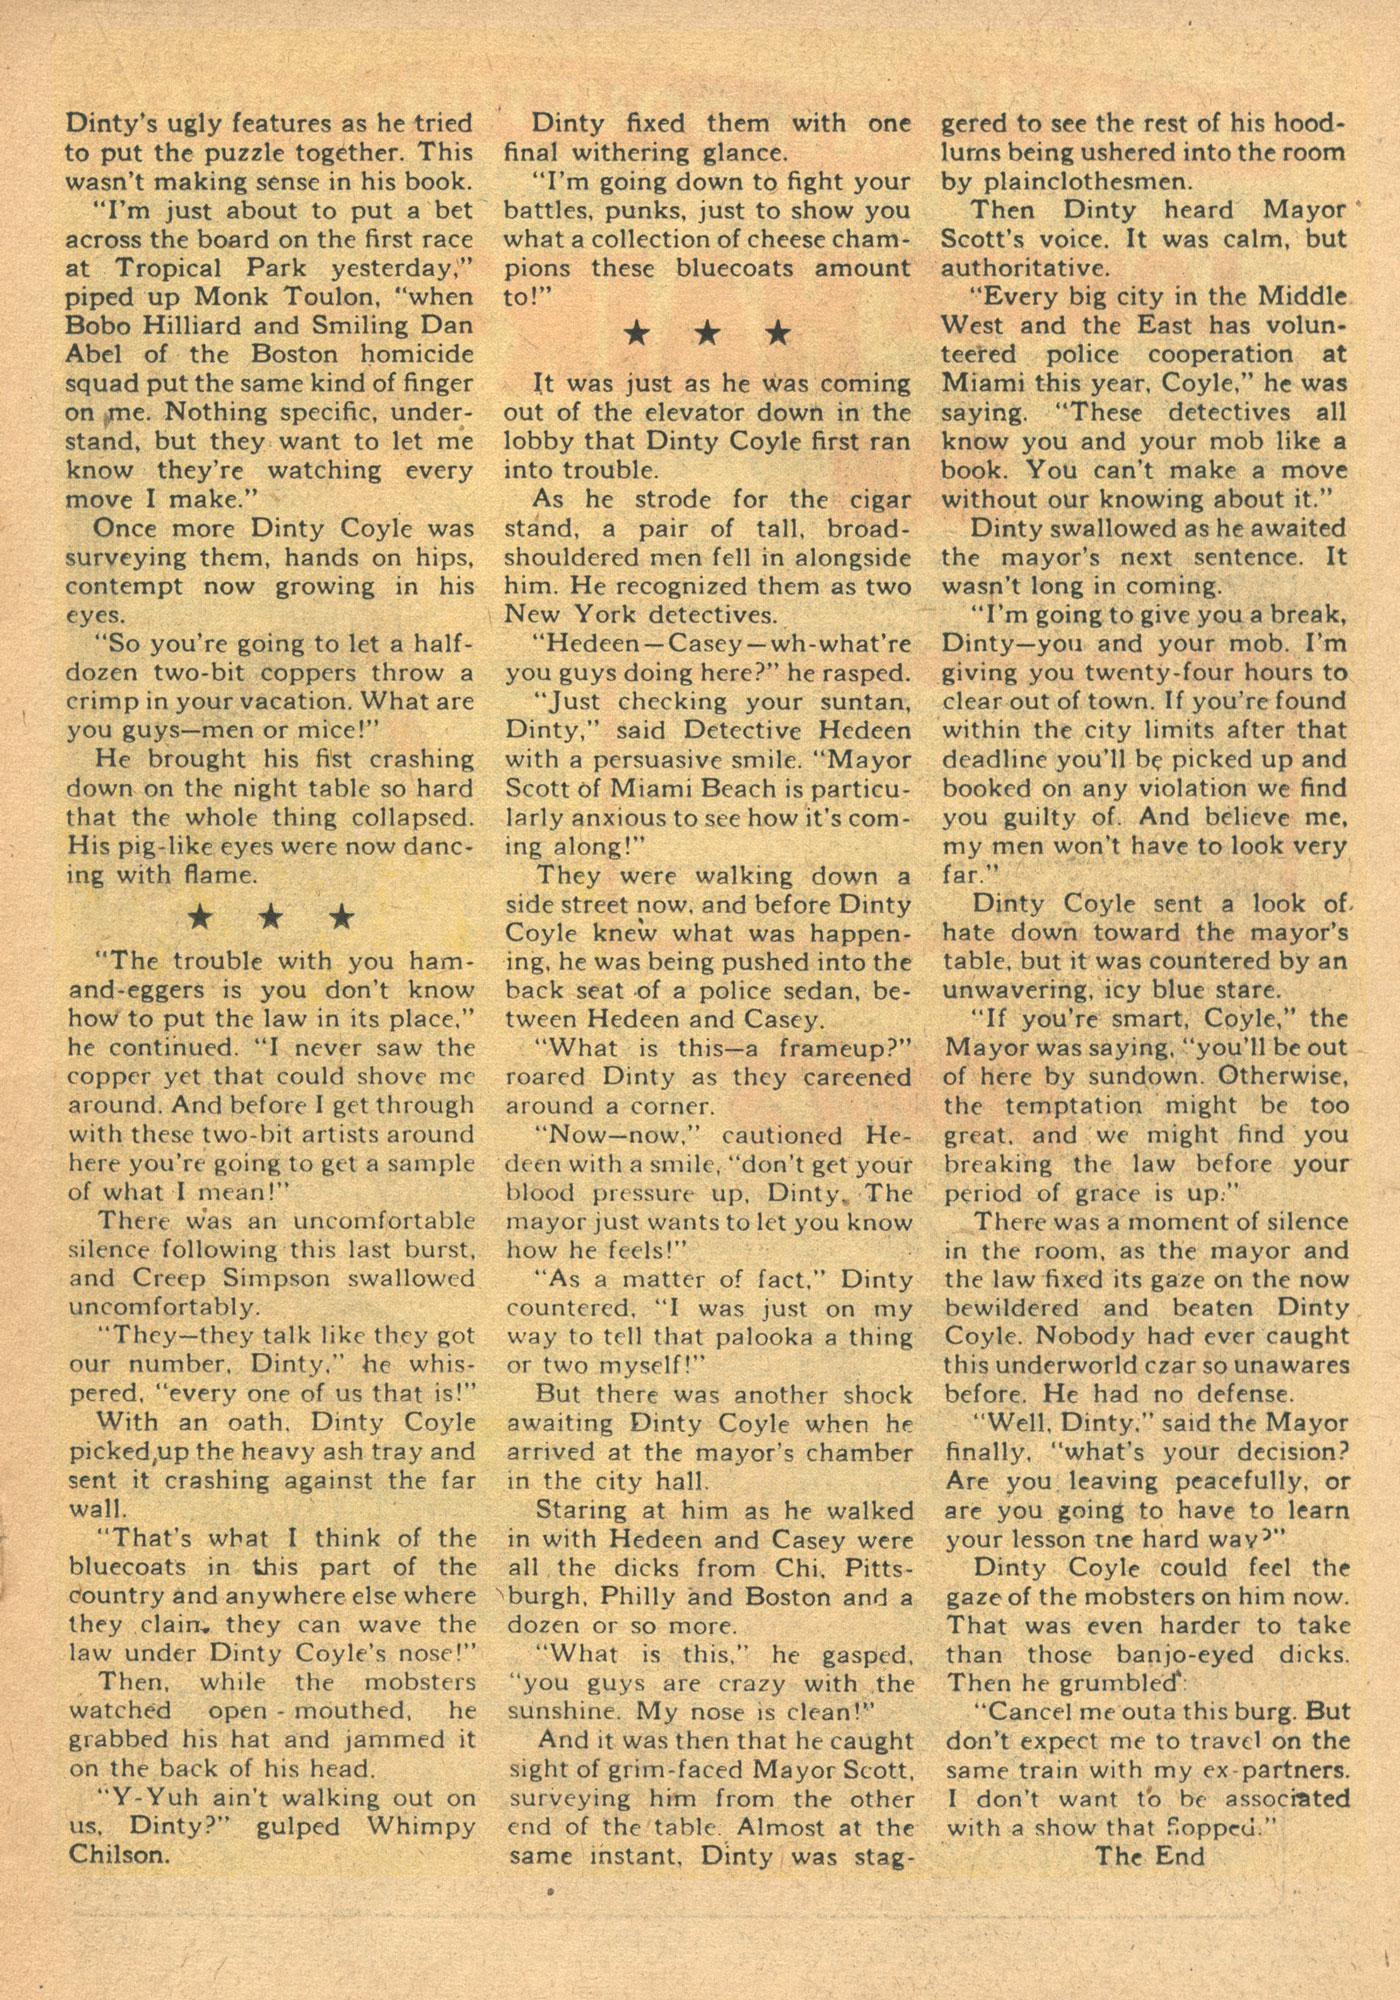 Dinty's ugly features as he tried
to put the puzzle together. This
wasn't making sense in his book.
"I'm just about to put a bet
across the board on the first race
at Tropical Park yesterday,"
piped up Monk Toulon, "when
Bobo Hilliard and Smiling Dan
Abel of the Boston homicide
squad put the same kind of finger
on me. Nothing specific, under-
stand, but they want to let me
know they're watching every
move I make."
Once more Dinty Coyle was
surveying them, hands on hips,
contempt now growing in his
eyes.
"So you're going to let a half-
dozen two-bit coppers throw a
crimp in your vacation. What are
you guys—men or mice!"
He brought his fist crashing
down on the night table so hard
that the whole thing collapsed.
His pig-like eyes were now danc-
ing with flame.
★ ★ ★
"The trouble with you ham-
and-eggers is you don't know
how to put the law in its place,"
he continued. "I never saw the
copper yet that could shove me
around. And before I get through
with these two-bit artists around
here you're going to get a sample
of what I mean!"
There was an uncomfortable
silence following this last burst,
and Creep Simpson swallowed
uncomfortably.
"They—they talk like they got
our number, Dinty," he whis-
pered, "every one of us that is!"
With an oath, Dinty Coyle
picked up the heavy ash tray and
sent it crashing against the far
wall.
"That's what I think of the
bluecoats in this part of the
country and anywhere else where
they claim they can wave the
law under Dinty Coyle's nose!"
Then, while the mobsters
watched open-mouthed, he
grabbed his hat and jammed it
on the back of his head.
"Y-Yuh ain't walking out on
us, Dinty?" gulped Whimpy
Chilson.
Dinty fixed them with one
final withering glance.
"I'm going down to fight your
battles, punks, just to show you
what a collection of cheese cham-
pions these bluecoats amount
to!"
★ ★ ★
It was just as he was coming
out of the elevator down in the
lobby that Dinty Coyle first ran
into trouble.
As he strode for the cigar
stand, a pair of tall, broad-
shouldered men fell in alongside
him. He recognized them as two
New York detectives.
"Hedeen—Casey—wh-what're
you guys doing here?" he rasped.
"Just checking your suntan,
Dinty," said Detective Hedeen
with a persuasive smile. "Mayor
Scott of Miami Beach is particu-
larly anxious to see how it's com-
ing along!"
They were walking down a
side street now, and before Dinty
Coyle knew what was happen-
ing, he was being pushed into the
back seat of a police sedan, be-
tween Hedeen and Casey.
"What is this—a frameup?"
roared Dinty as they careened
around a corner.
"Now—now," cautioned He-
deen with a smile, "don't get your
blood pressure up, Dinty. The
mayor just wants to let you know
how he feels!"
"As a matter of fact," Dinty
countered, "I was just on my
way to tell that palooka a thing
or two myself!"
But there was another shock
awaiting Dinty Coyle when he
arrived at the mayor's chamber
in the city hall.
Staring at him as he walked
in with Hedeen and Casey were
all the dicks from Chi, Pitts-
burgh, Philly and Boston and a
dozen or so more.
"What is this," he gasped,
"you guys are crazy with the
sunshine. My nose is clean!"
And it was then that he caught
sight of grim-faced Mayor Scott,
surveying him from the other
end of the table. Almost at the
same instant, Dinty was stag-
gered to see the rest of his hood-
lums being ushered into the room
by plainclothesmen.
Then Dinty heard Mayor
Scott's voice. It was calm, but
authoritative.
"Every big city in the Middle
West and the East has volun-
teered police cooperation at
Miami this year, Coyle," he was
saying. "These detectives all
know you and your mob like a
book. You can't make a move
without our knowing about it."
Dinty swallowed as he awaited
the mayor's next sentence. It
wasn't long in coming.
"I'm going to give you a break,
Dinty—you and your mob. I'm
giving you twenty-four hours to
clear out of town. If you're found
within the city limits after that
deadline you'll be picked up and
booked on any violation we find
you guilty of. And believe me,
my men won't have to look very
far."
Dinty Coyle sent a look of
hate down toward the mayor's
table, but it was countered by an
unwavering, icy blue stare.
"If you're smart, Coyle," the
Mayor was saying, "you'll be out
of here by sundown. Otherwise,
the temptation might be too
great, and we might find you
breaking the law before your
period of grace is up."
There was a moment of silence
in the room, as the mayor and
the law fixed its gaze on the now
bewildered and beaten Dinty
Coyle. Nobody had ever caught
this underworld czar so unawares
before. He had no defense.
"Well, Dinty," said the Mayor
finally, "what's your decision?
Are you leaving peacefully, or
are you going to have to learn
your lesson the hard way?"
Dinty Coyle could feel the
gaze of the mobsters on him now.
That was even harder to take
than those banjo-eyed dicks.
Then he grumbled:
"Cancel me outa this burg. But
don't expect me to travel on the
same train with my ex-partners.
I don't want to be associated
with a show that flopped."
The End